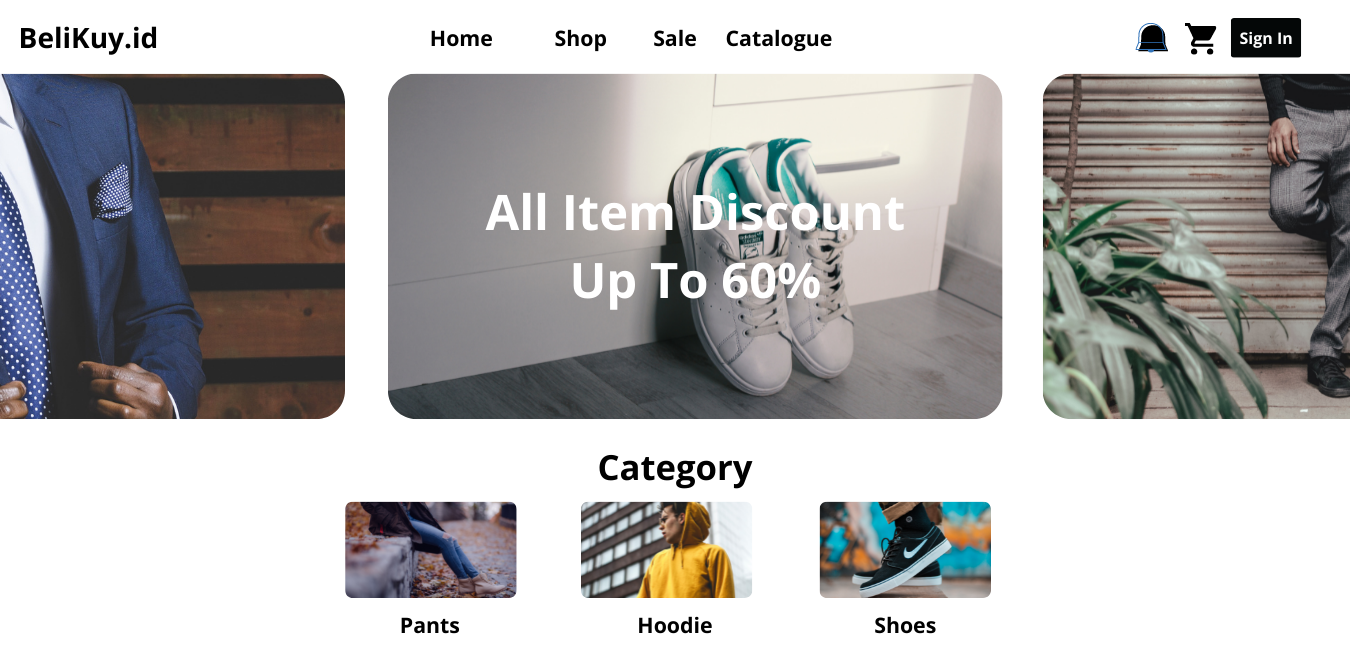 BeliKuy.id
Home Shop Sale Catalogue
Sign In
All Item Discount
Up To 60%
Category
Pants Hoodie Shoes